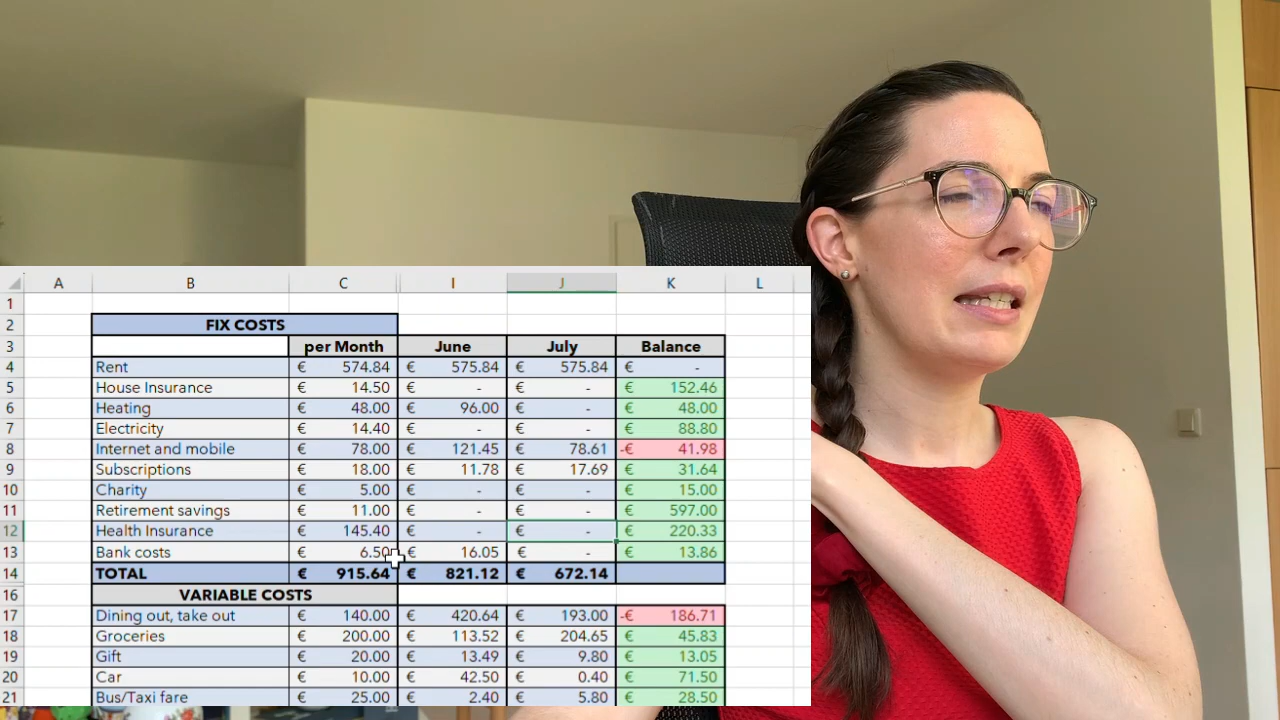 A B C I J K L
1
2 FIX COSTS
3 per Month June July Balance
4 Rent € 574.84 € 575.84 € 575.84 € -
5 House Insurance € 14.50 € - € - € 152.46
6 Heating € 48.00 € 96.00 € - € 48.00
7 Electricity € 14.40 € - € - € 88.80
8 Internet and mobile € 78.00 € 121.45 € 78.61 -€ 41.98
9 Subscriptions € 18.00 € 11.78 € 17.69 € 31.64
10 Charity € 5.00 € - € - € 15.00
11 Retirement savings € 11.00 € - € - € 597.00
12 Health Insurance € 145.40 € - € - € 220.33
13 Bank costs € 6.50 € 16.05 € - € 13.86
14 TOTAL € 915.64 € 821.12 € 672.14
16 VARIABLE COSTS
17 Dining out, take out € 140.00 € 420.64 € 193.00 -€ 186.71
18 Groceries € 200.00 € 113.52 € 204.65 € 45.83
19 Gift € 20.00 € 13.49 € 9.80 € 13.05
20 Car € 10.00 € 42.50 € 0.40 € 71.50
21 Bus/Taxi fare € 25.00 € 2.40 € 5.80 € 28.50